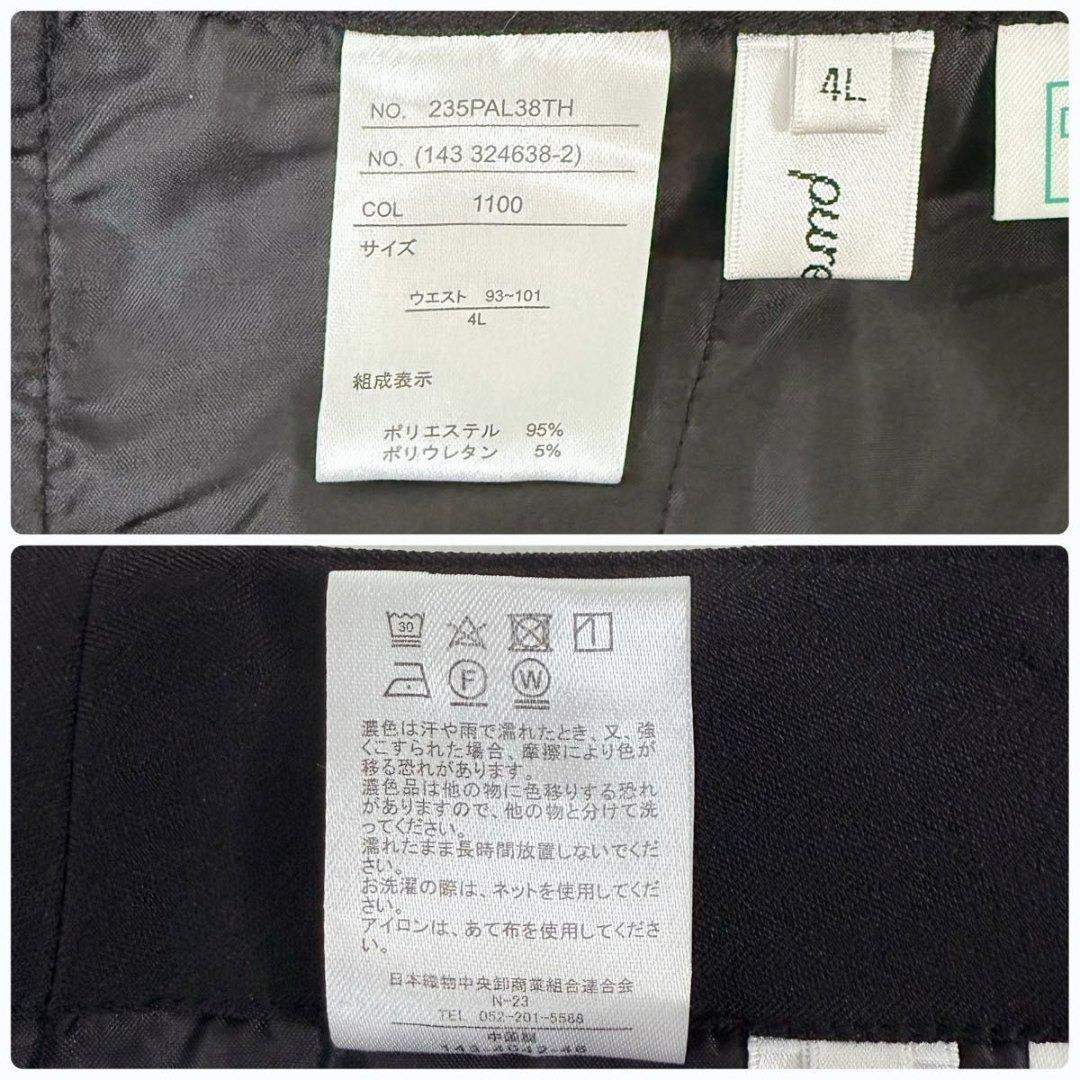 NO. 235PAL38TH
NO. (143 324638-2)
COL 1100
サイズ
ウエスト 93~101
4L
組成表示
ポリエステル 95%
ポリウレタン 5%
4L
pure
D
30
F W
濃色は汗や雨で濡れたとき、又、強
くこすられた場合、摩擦により色が
移る恐れがあります。
濃色品は他の物に色移りする恐れ
がありますので、他の物と分けて洗
ってください。
濡れたまま長時間放置しないでくだ
さい。
お洗濯の際は、ネットを使用してくだ
さい。
アイロンは、あて布を使用してくださ
い。
日本織物中央卸商業組合連合会
N-23
TEL 052-201-5588
中国製